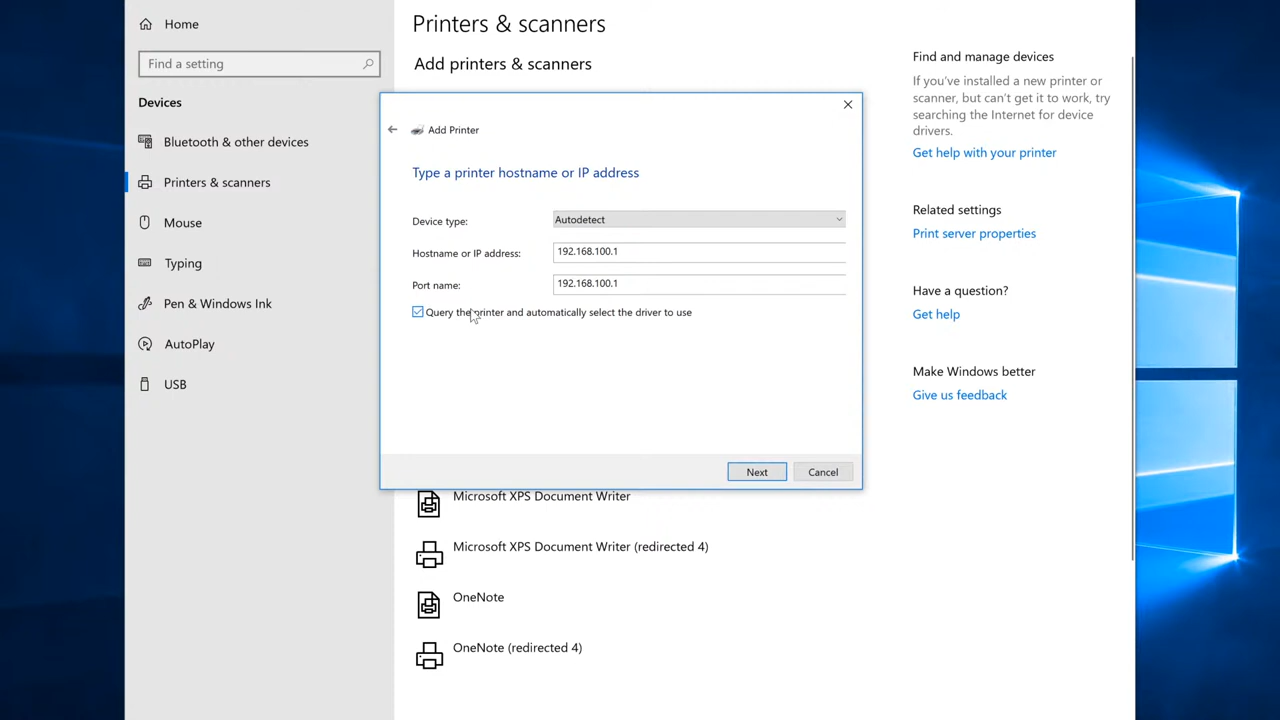 Home
Find a setting
Devices
Bluetooth & other devices
Printers & scanners
Mouse
Typing
Pen & Windows Ink
AutoPlay
USB
Printers & scanners
Add printers & scanners
Add Printer
Type a printer hostname or IP address
Device type: Autodetect
Hostname or IP address: 192.168.100.1
Port name: 192.168.100.1
Query the printer and automatically select the driver to use
Next Cancel
Microsoft XPS Document Writer
Microsoft XPS Document Writer (redirected 4)
OneNote
OneNote (redirected 4)
Find and manage devices
If you've installed a new printer or
scanner, but can't get it to work, try
searching the Internet for device
drivers.
Get help with your printer
Related settings
Print server properties
Have a question?
Get help
Make Windows better
Give us feedback